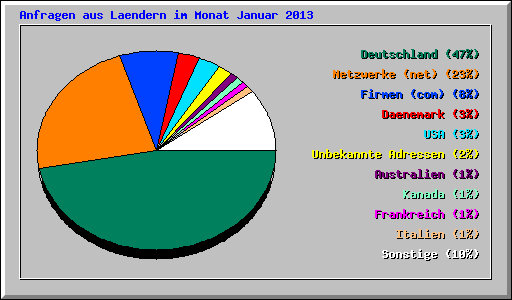 Anfragen aus Laendern im Monat Januar 2013
Deutschland (47%)
Netzwerke (net) (23%)
Firmen (com) (8%)
Daenemark (3%)
USA (3%)
Unbekannte Adressen (2%)
Australien (1%)
Kanada (1%)
Frankreich (1%)
Italien (1%)
Sonstige (10%)